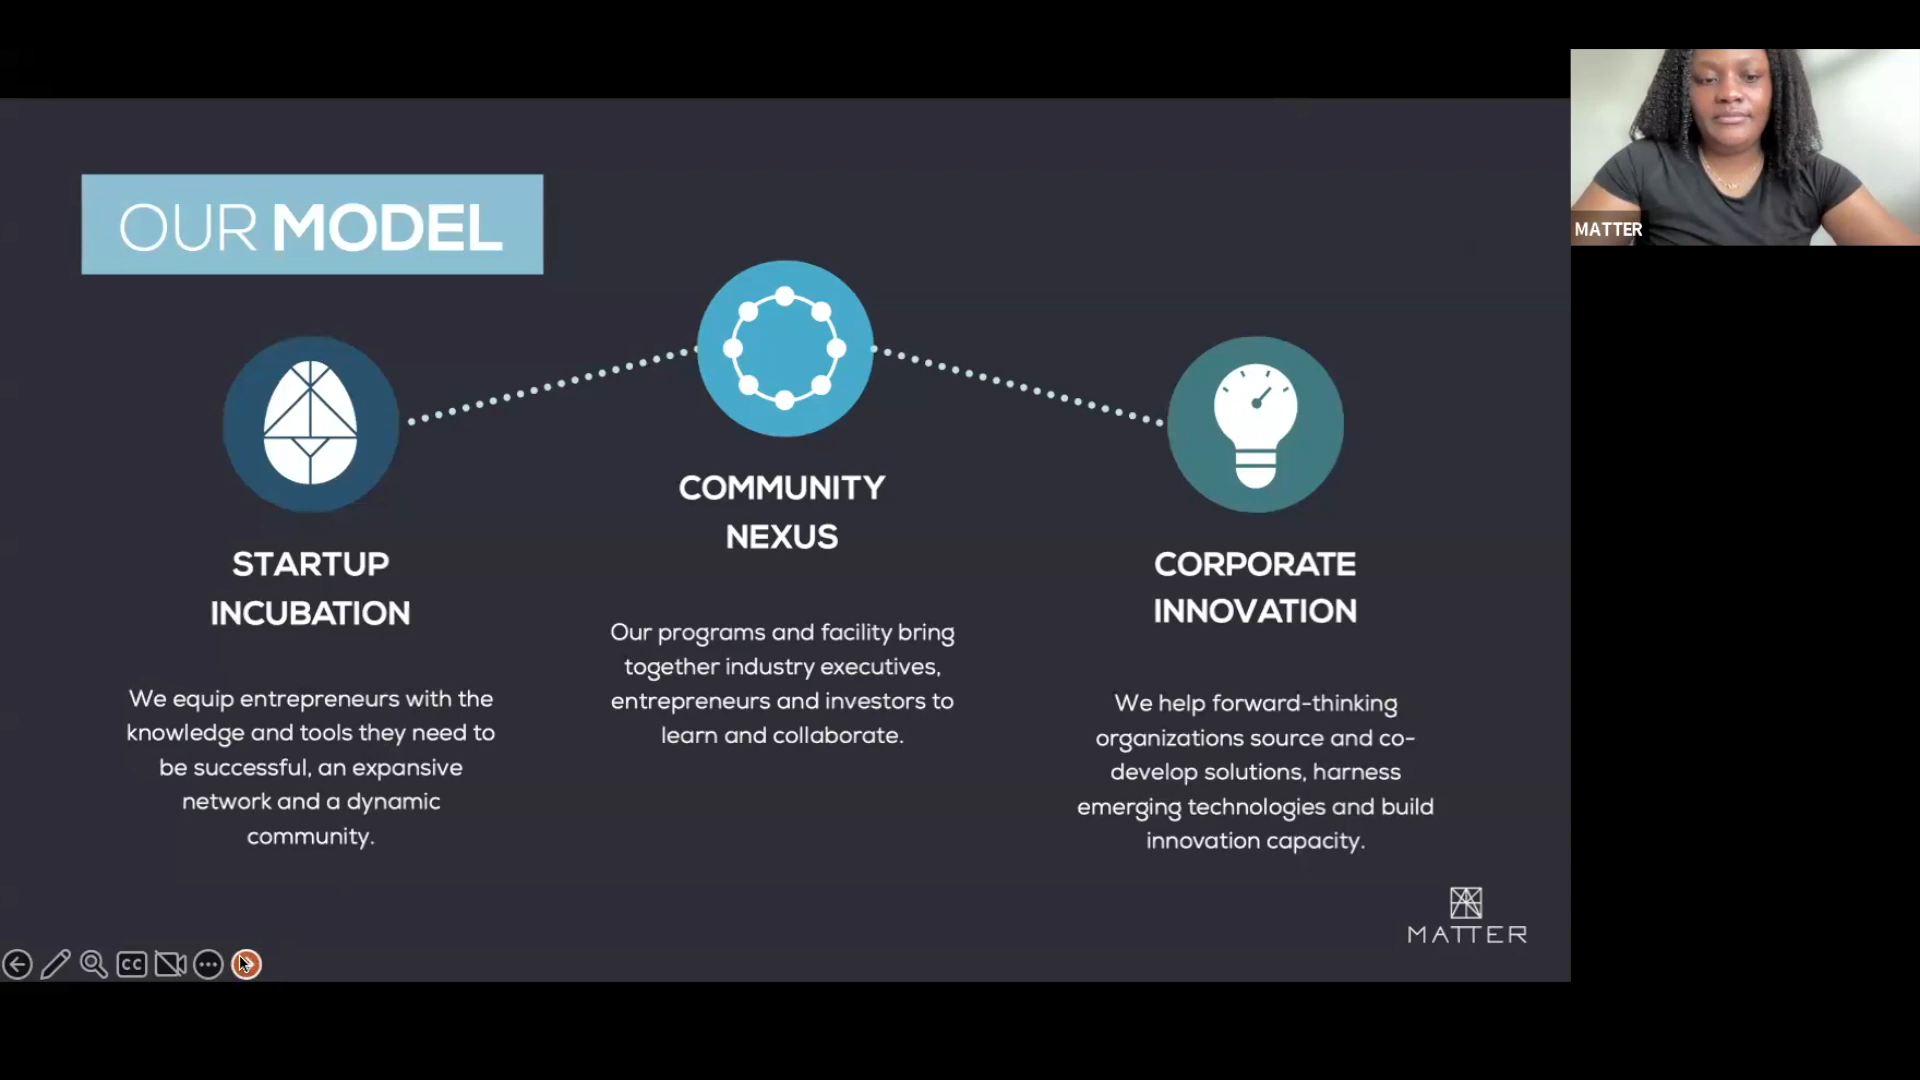 OUR MODEL
MATTER
STARTUP
INCUBATION
We equip entrepreneurs with the
knowledge and tools they need to
be successful, an expansive
network and a dynamic
community.
COMMUNITY
NEXUS
Our programs and facility bring
together industry executives,
entrepreneurs and investors to
learn and collaborate.
CORPORATE
INNOVATION
We help forward-thinking
organizations source and co-
develop solutions, harness
emerging technologies and build
innovation capacity.
MATTER
CC